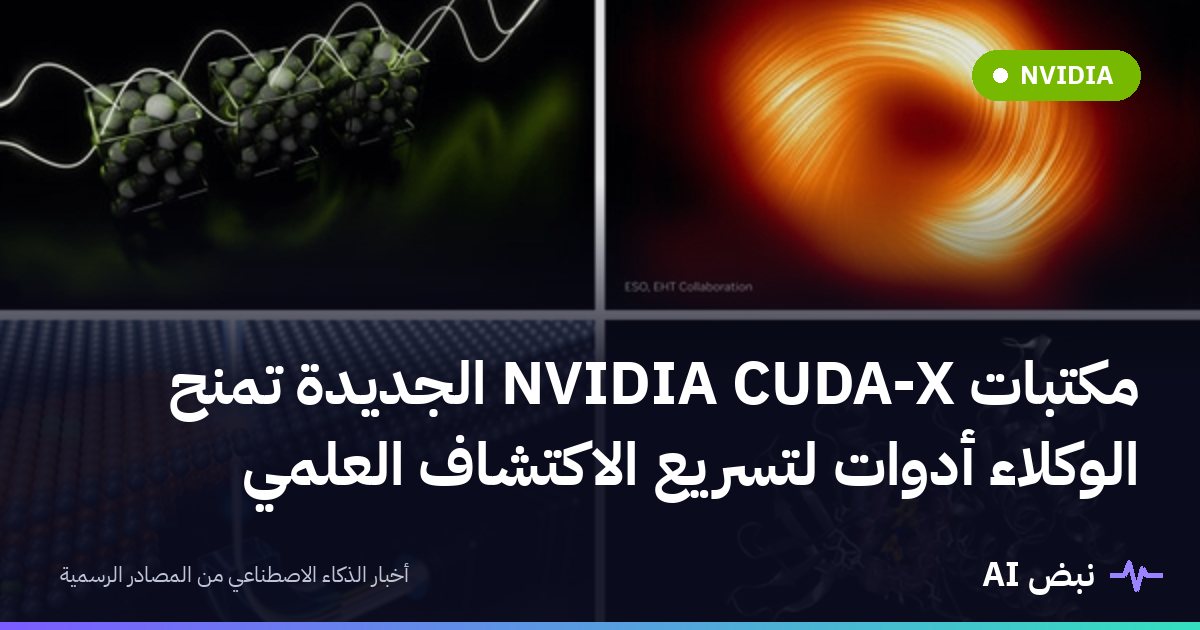 NVIDIA
ESO, EHT Collaboration
مكتبات NVIDIA CUDA-X الجديدة تمنح
الوكلاء أدوات لتسريع الاكتشاف العلمي
نبض AI
أخبار الذكاء الاصطناعي من المصادر الرسمية